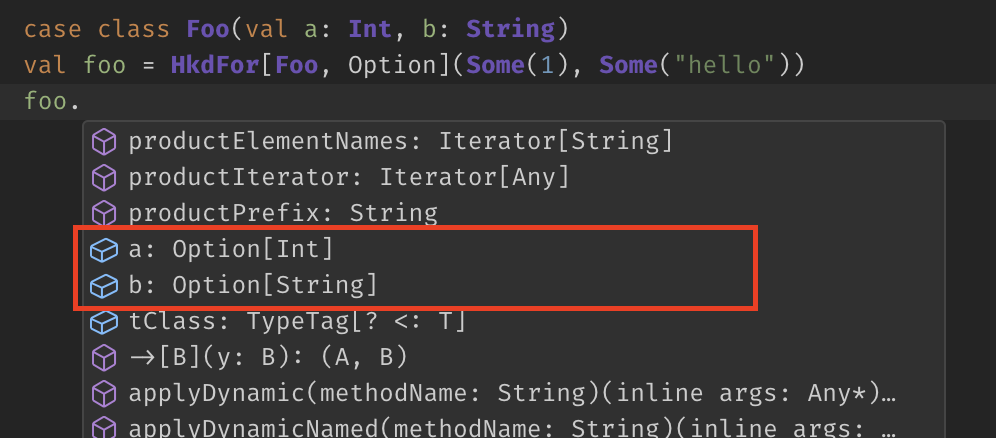 case class Foo(val a: Int, b: String)
val foo = HkdFor[Foo, Option](Some(1), Some("hello"))
foo.
productElementNames: Iterator[String]
productIterator: Iterator[Any]
productPrefix: String
a: Option[Int]
b: Option[String]
tClass: TypeTag[? <: T]
→[B](y: B): (A, B)
applyDynamic(methodName: String)(inline args: Any*)…
applyDynamicNamed(methodName: String)(inline args: …